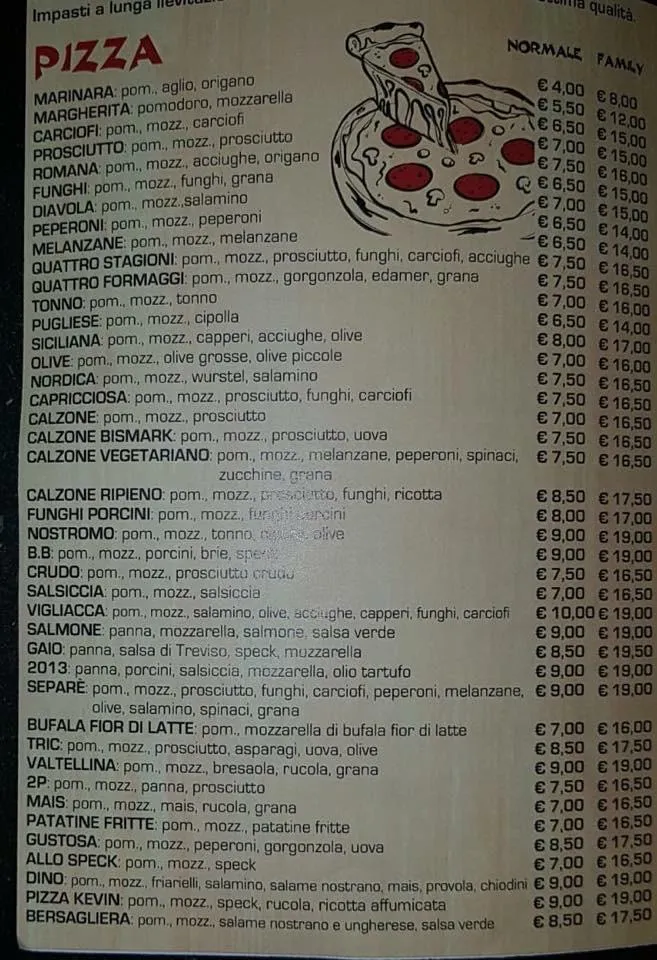 Impasti a lunga qualità.
PIZZA
NORMALE FAMILY
MARINARA: pom., aglio, origano € 4,00 € 8,00
MARGHERITA: pomodoro, mozzarella € 5,50 € 12,00
CARCIOFI: pom., mozz., carciofi € 6,50 € 15,00
PROSCIUTTO: pom., mozz., prosciutto € 7,00 € 15,00
ROMANA: pom., mozz., acciughe, origano € 7,50 € 16,00
FUNGHI: pom., mozz., funghi, grana € 6,50 € 15,00
DIAVOLA: pom., mozz.,salamino € 7,00 € 15,00
PEPERONI: pom., mozz., peperoni € 6,50 € 14,00
MELANZANE: pom., mozz., melanzane € 6,50 € 14,00
QUATTRO STAGIONI: pom., mozz., prosciutto, funghi, carciofi, acciughe € 7,50 € 16,50
QUATTRO FORMAGGI: pom., mozz., gorgonzola, edamer, grana € 7,50 € 16,50
TONNO: pom., mozz., tonno € 7,00 € 16,00
PUGLIESE: pom., mozz., cipolla € 6,50 € 14,00
SICILIANA: pom., mozz., capperi, acciughe, olive € 8,00 € 17,00
OLIVE: pom., mozz., olive grosse, olive piccole € 7,00 € 16,00
NORDICA: pom., mozz., wurstel, salamino € 7,50 € 16,50
CAPRICCIOSA: pom., mozz., prosciutto, funghi, carciofi € 7,50 € 16,50
CALZONE: pom., mozz., prosciutto € 7,00 € 16,50
CALZONE BISMARK: pom., mozz., prosciutto, uova € 7,50 € 16,50
CALZONE VEGETARIANO: pom., mozz., melanzane, peperoni, spinaci, € 7,50 € 16,50
zucchine, grana
CALZONE RIPIENO: pom., mozz., prosciutto, funghi, ricotta € 8,50 € 17,50
FUNGHI PORCINI: pom., mozz., funghi porcini € 8,00 € 17,00
NOSTROMO: pom., mozz., tonno, olive € 9,00 € 19,00
B.B: pom., mozz., porcini, brie, speck € 9,00 € 19,00
CRUDO: pom., mozz., prosciutto crudo € 7,50 € 16,50
SALSICCIA: pom., mozz., salsiccia € 7,00 € 16,50
VIGLIACCA: pom., mozz., salamino, olive, acciughe, capperi, funghi, carciofi € 10,00 € 19,00
SALMONE: panna, mozzarella, salmone, salsa verde € 9,00 € 19,00
GAIO: panna, salsa di Treviso, speck, mozzarella € 8,50 € 19,50
2013: panna, porcini, salsiccia, mozzarella, olio tartufo € 9,00 € 19,00
SEPARÈ: pom., mozz., prosciutto, funghi, carciofi, peperoni, melanzane, € 9,00 € 19,00
olive, salamino, spinaci, grana
BUFALA FIOR DI LATTE: pom., mozzarella di bufala fior di latte € 7,00 € 16,00
TRIC: pom., mozz., prosciutto, asparagi, uova, olive € 8,50 € 17,50
VALTELLINA: pom., mozz., bresaola, rucola, grana € 9,00 € 19,00
2P: pom., mozz., panna, prosciutto € 7,50 € 16,50
MAIS: pom., mozz., mais, rucola, grana € 7,00 € 16,50
PATATINE FRITTE: pom., mozz., patatine fritte € 7,00 € 16,50
GUSTOSA: pom., mozz., peperoni, gorgonzola, uova € 8,50 € 17,50
ALLO SPECK: pom., mozz., speck € 7,00 € 16,50
DINO: pom., mozz., friarielli, salamino, salame nostrano, mais, provola, chiodini € 9,00 € 19,00
PIZZA KEVIN: pom., mozz., speck, rucola, ricotta affumicata € 9,00 € 19,00
BERSAGLIERA: pom., mozz., salame nostrano e ungherese, salsa verde € 8,50 € 17,50